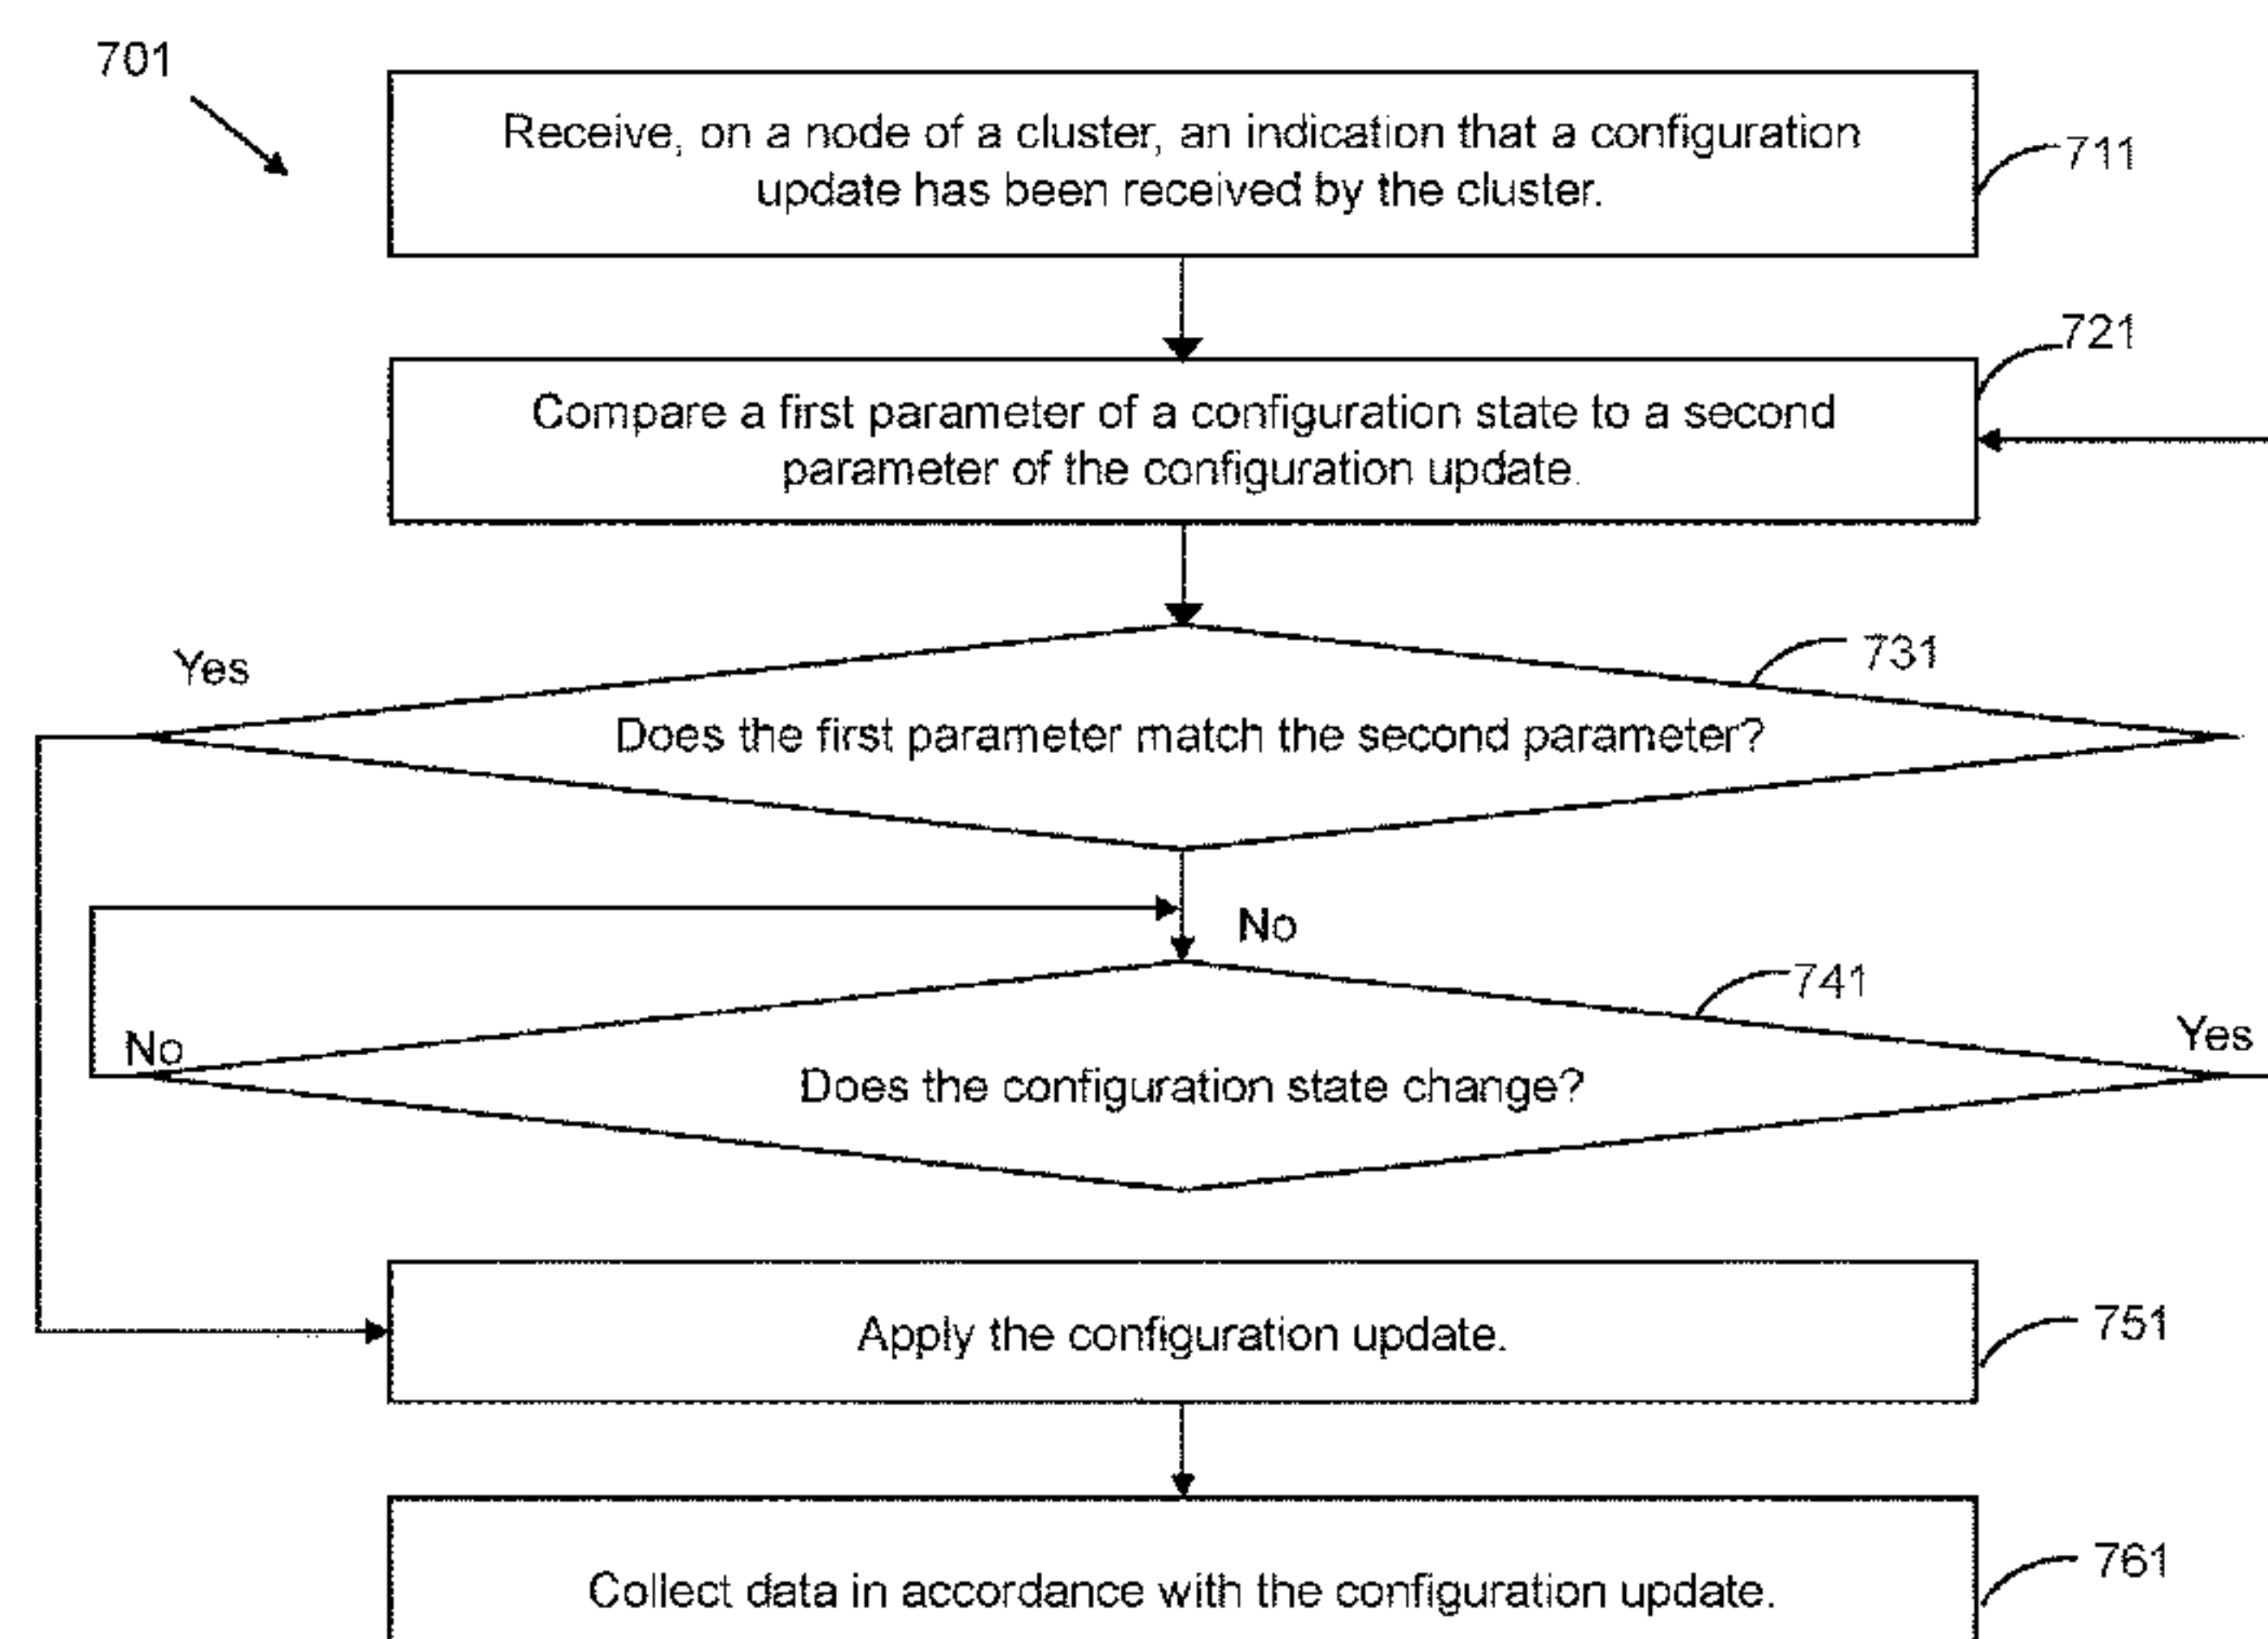 701
Receive, on a node of a cluster, an indication that a configuration
update has been received by the cluster.
711
721
Compare a first parameter of a configuration state to a second
parameter of the configuration update.
731
Yes
Does the first parameter match the second parameter?
No
741
Yes
No
Does the configuration state change?
751
Apply the configuration update.
761
Collect data in accordance with the configuration update.